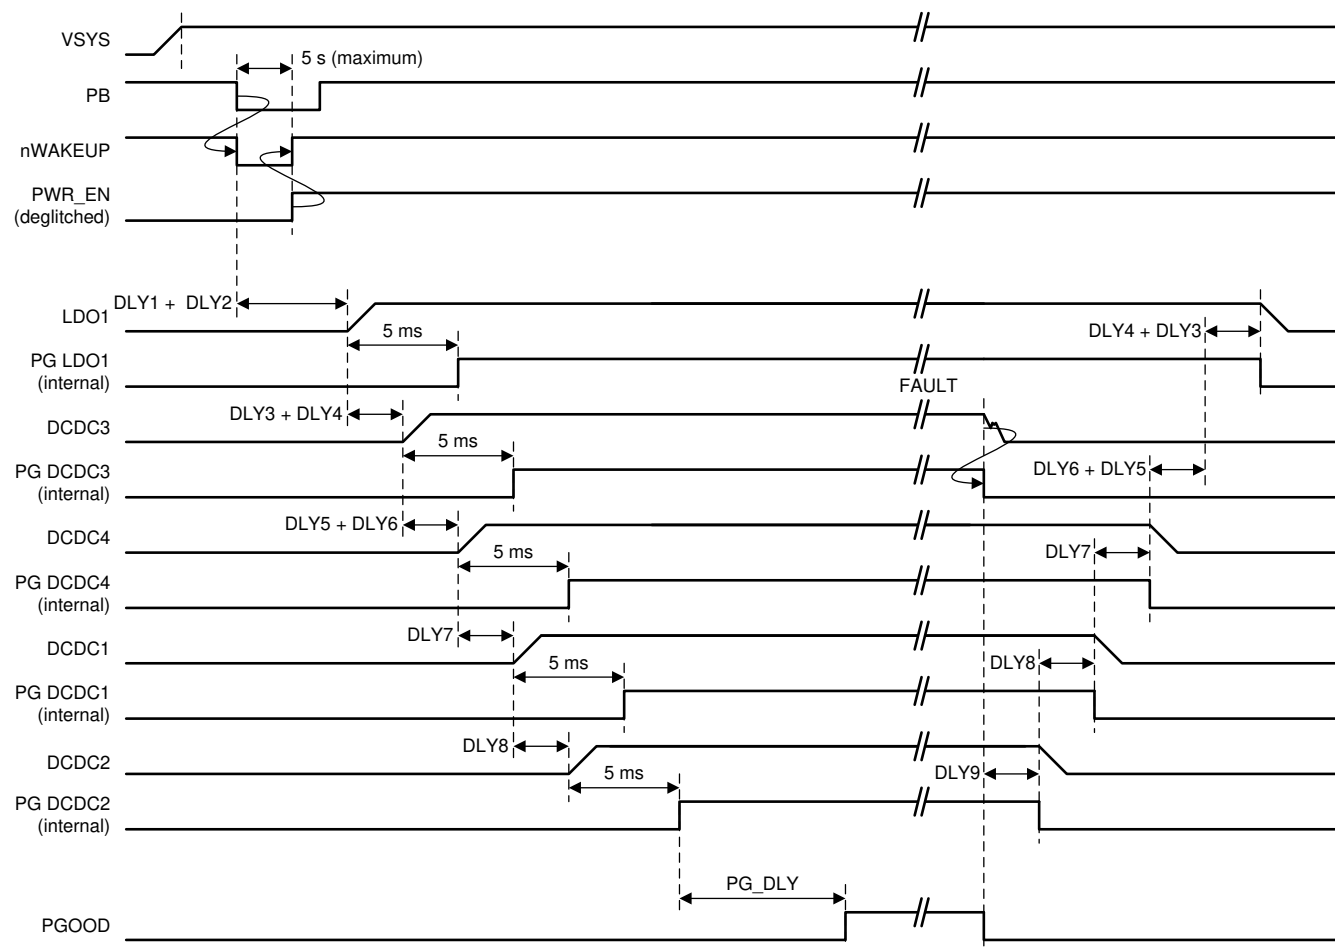 VSYS
5 s (maximum)
PB
nWAKEUP
PWR_EN
(deglitched)
DLY1 + DLY2
LDO1
5 ms
DLY4 + DLY3
PG LDO1
(internal)
FAULT
DLY3 + DLY4
DCDC3
5 ms
PG DCDC3
(internal)
DLY6 + DLY5
DLY5 + DLY6
DCDC4
5 ms
DLY7
PG DCDC4
(internal)
DLY7
DCDC1
5 ms
DLY8
PG DCDC1
(internal)
DLY8
DCDC2
5 ms
DLY9
PG DCDC2
(internal)
PG_DLY
PGOOD